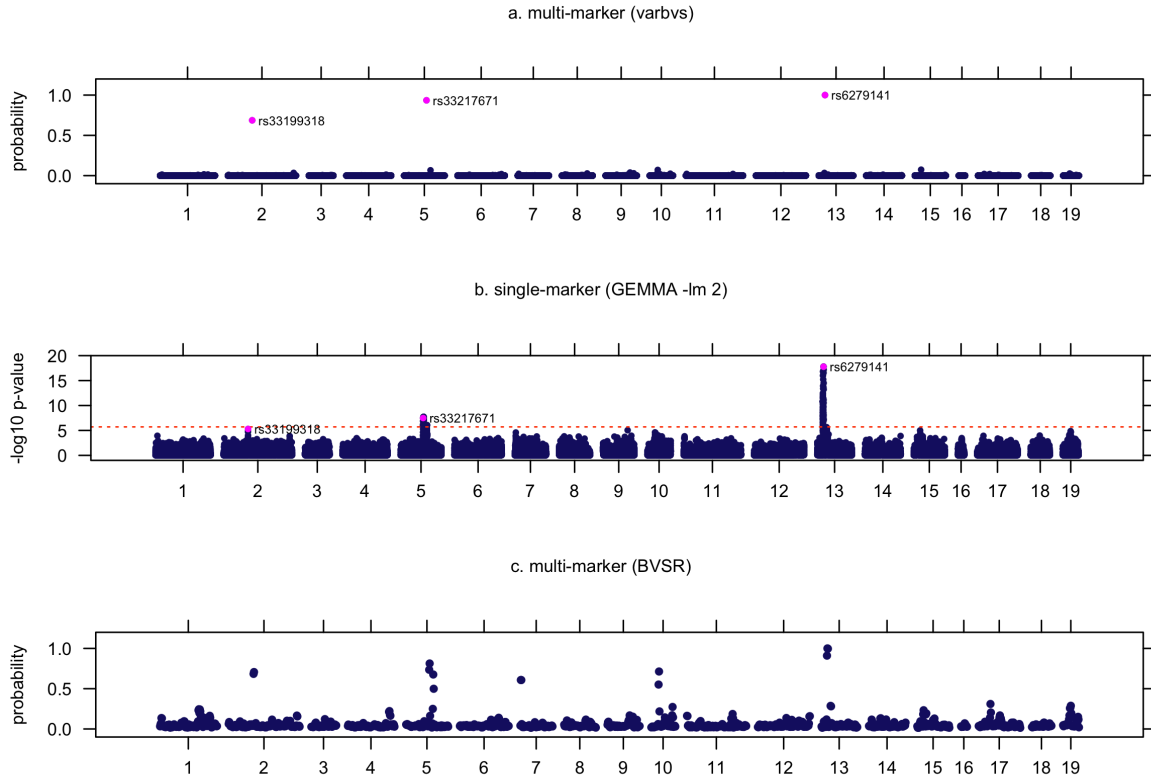 a. multi-marker (varbvs)
probability
1.0
0.5
0.0
rs33199318
rs33217671
rs6279141
1 2 3 4 5 6 7 8 9 10 11 12 13 14 15 16 17 18 19
b. single-marker (GEMMA -lm 2)
-log10 p-value
20
15
10
5
0
rs33199318
rs33217671
rs6279141
1 2 3 4 5 6 7 8 9 10 11 12 13 14 15 16 17 18 19
c. multi-marker (BVSR)
probability
1.0
0.5
0.0
1 2 3 4 5 6 7 8 9 10 11 12 13 14 15 16 17 18 19